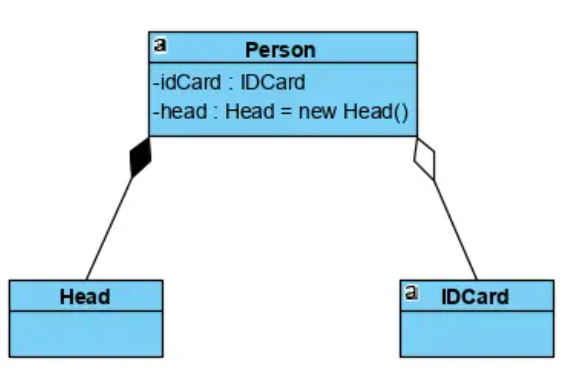 a
Person
-idCard : IDCard
-head : Head = new Head()
Head
a
IDCard